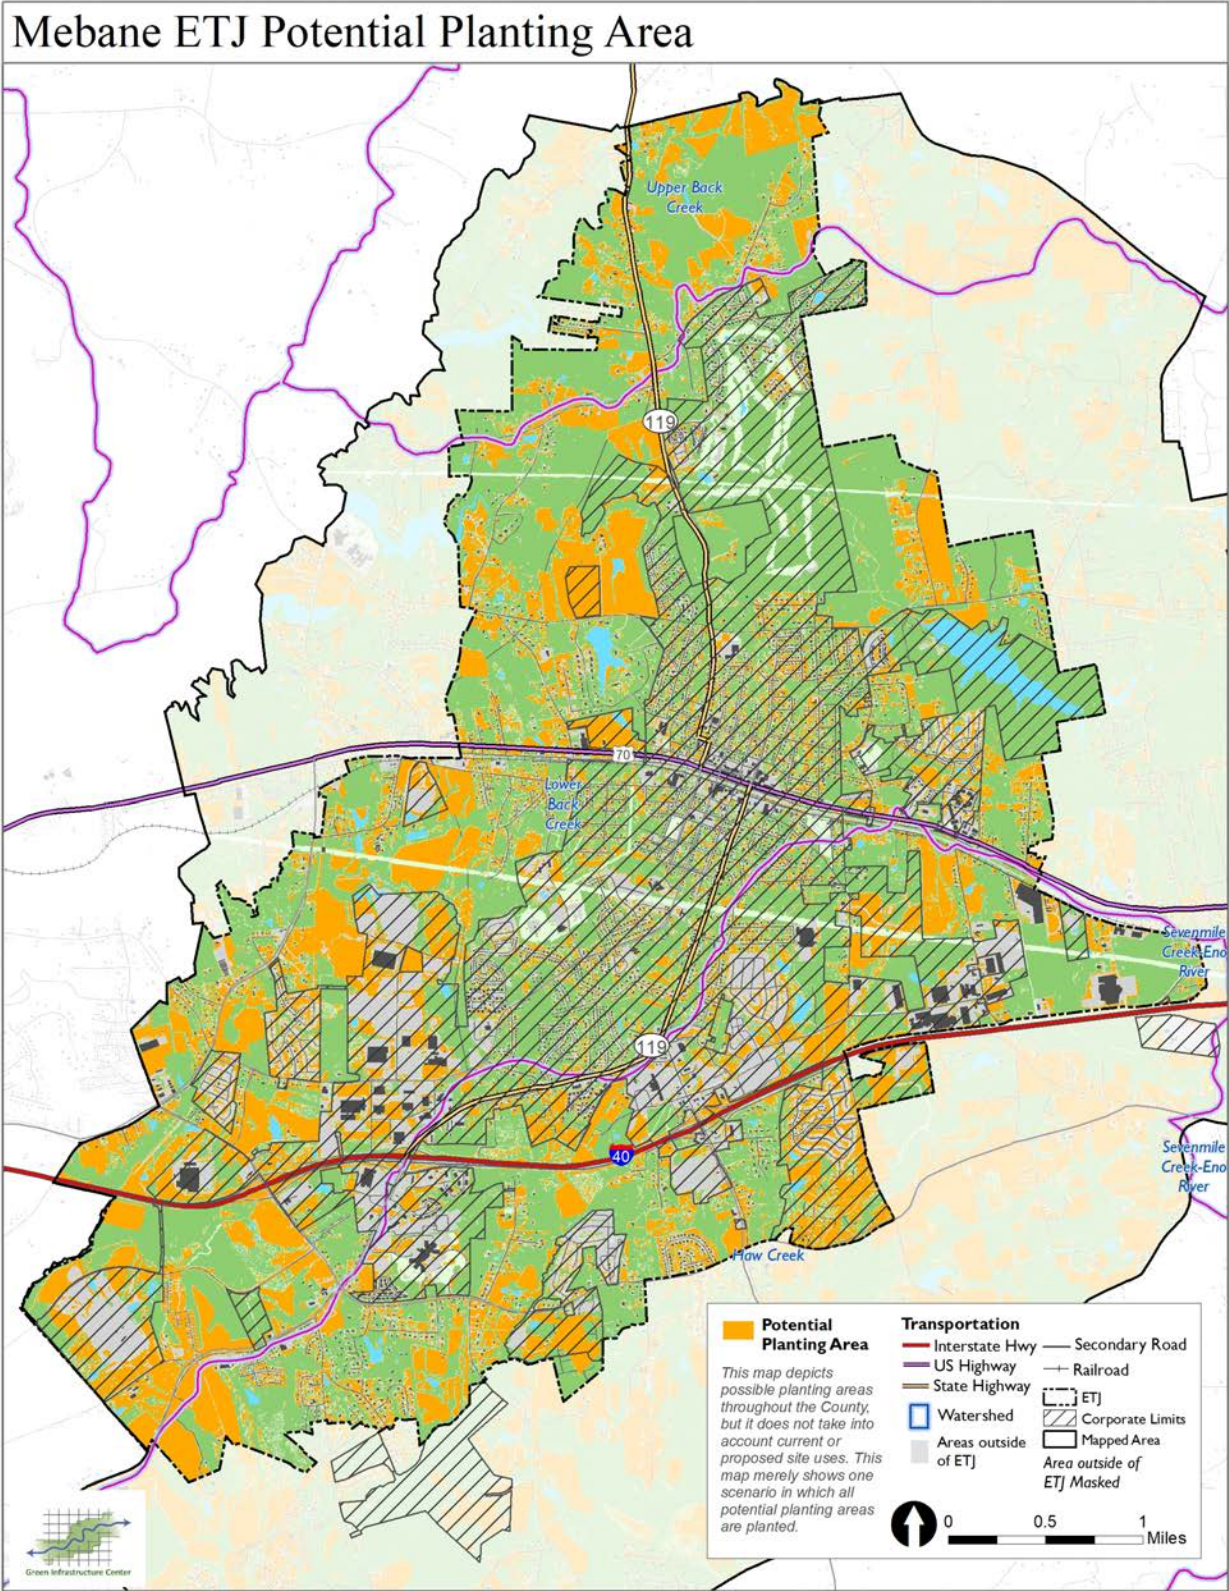 Mebane ETJ Potential Planting Area
Upper Back
Creek
119
70
Lower
Back
Creek
Sevenmile
Creek-Eno
River
119
40
Sevenmile
Creek-Eno
River
Haw Creek
Potential
Planting Area
This map depicts
possible planting areas
throughout the County,
but it does not take into
account current or
proposed site uses. This
map merely shows one
scenario in which all
potential planting areas
are planted.
Transportation
Interstate Hwy
US Highway
State Highway
Watershed
Areas outside
of ETJ
Secondary Road
Railroad
ETJ
Corporate Limits
Mapped Area
Area outside of
ETJ Masked
0 0.5 1
Miles
Green Infrastructure Center